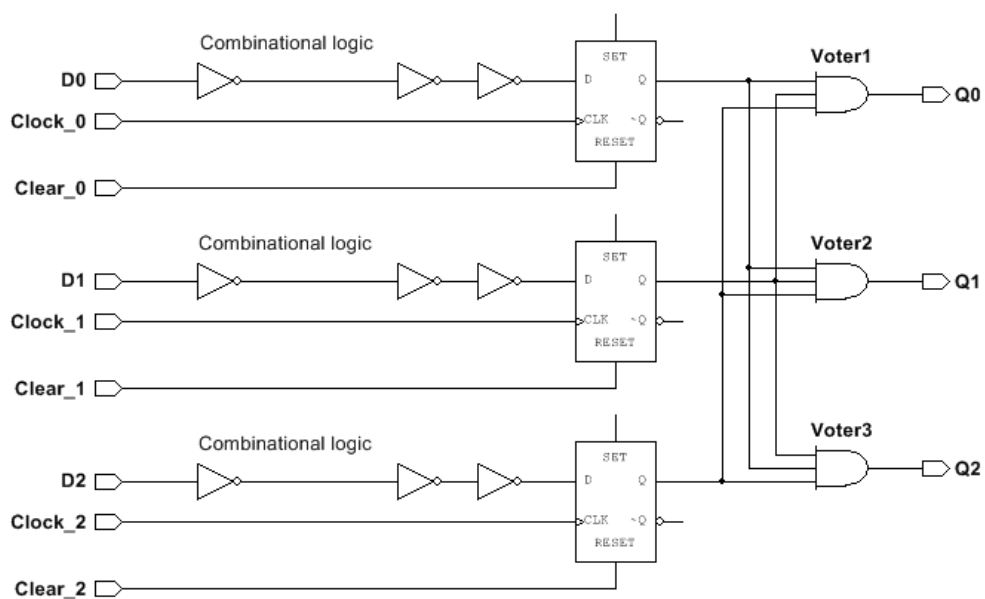 Combinational logic
SET
Voter1
D0
D
Q
Q0
Clock_0
CLK
~Q
RESET
Clear_0
Combinational logic
SET
Voter2
D1
D
Q
Q1
Clock_1
CLK
~Q
RESET
Clear_1
Combinational logic
SET
Voter3
D2
D
Q
Q2
Clock_2
CLK
~Q
RESET
Clear_2